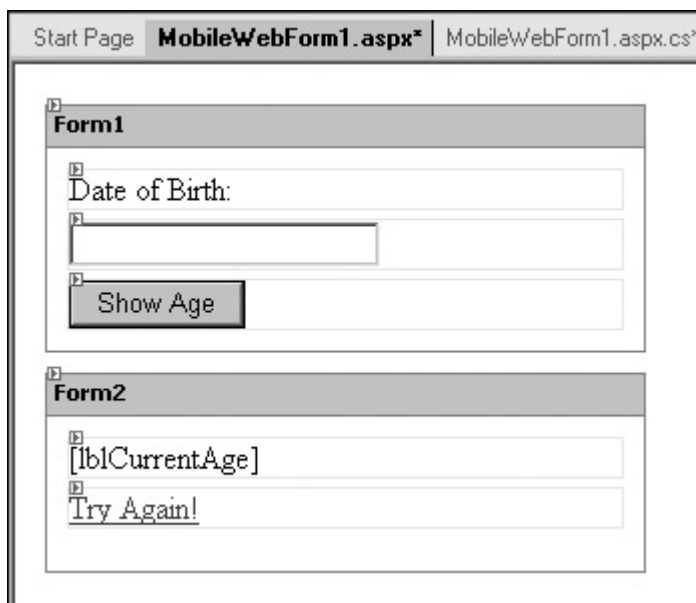 Start Page MobileWebForm1.aspx* MobileWebForm1.aspx.cs*
Form1
Date of Birth:
Show Age
Form2
[lblCurrentAge]
Try Again!